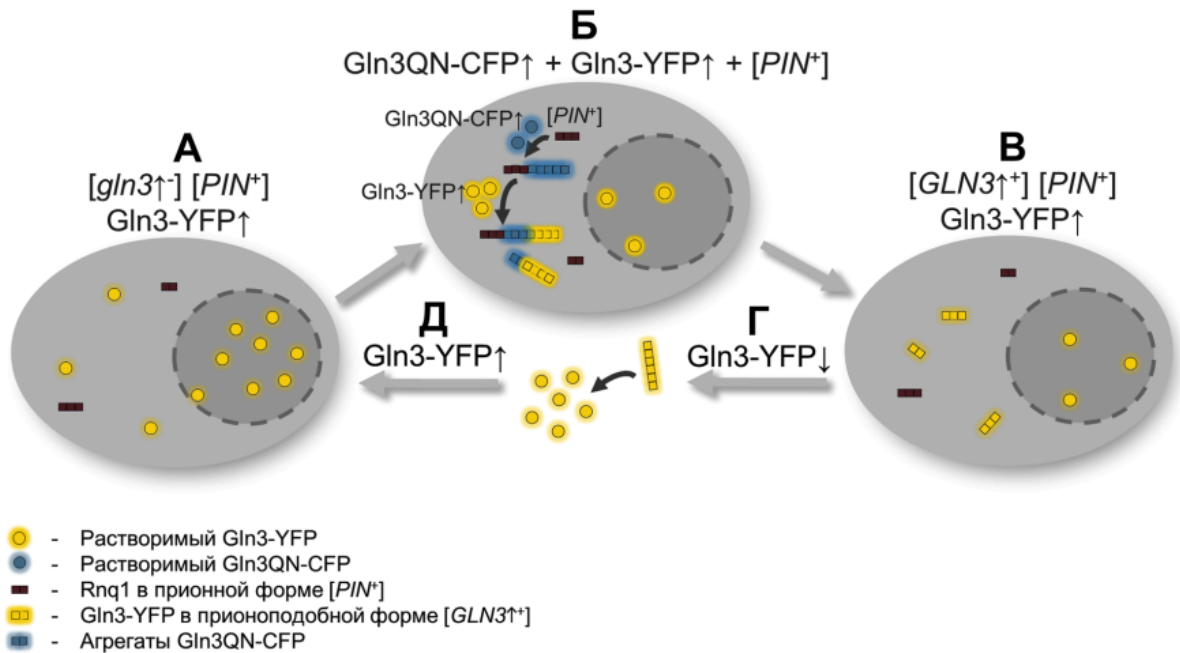 Б
Gln3QN-CFP↑ + Gln3-YFP↑ + [PIN⁺]
Gln3QN-CFP↑
[PIN⁺]
Gln3-YFP↑
А
[gln3↑⁻] [PIN⁺]
Gln3-YFP↑
В
[GLN3↑⁺] [PIN⁺]
Gln3-YFP↑
Д
Gln3-YFP↑
Г
Gln3-YFP↓
- Растворимый Gln3-YFP
- Растворимый Gln3QN-CFP
- Rnq1 в прионной форме [PIN⁺]
- Gln3-YFP в прионоподобной форме [GLN3↑⁺]
- Агрегаты Gln3QN-CFP